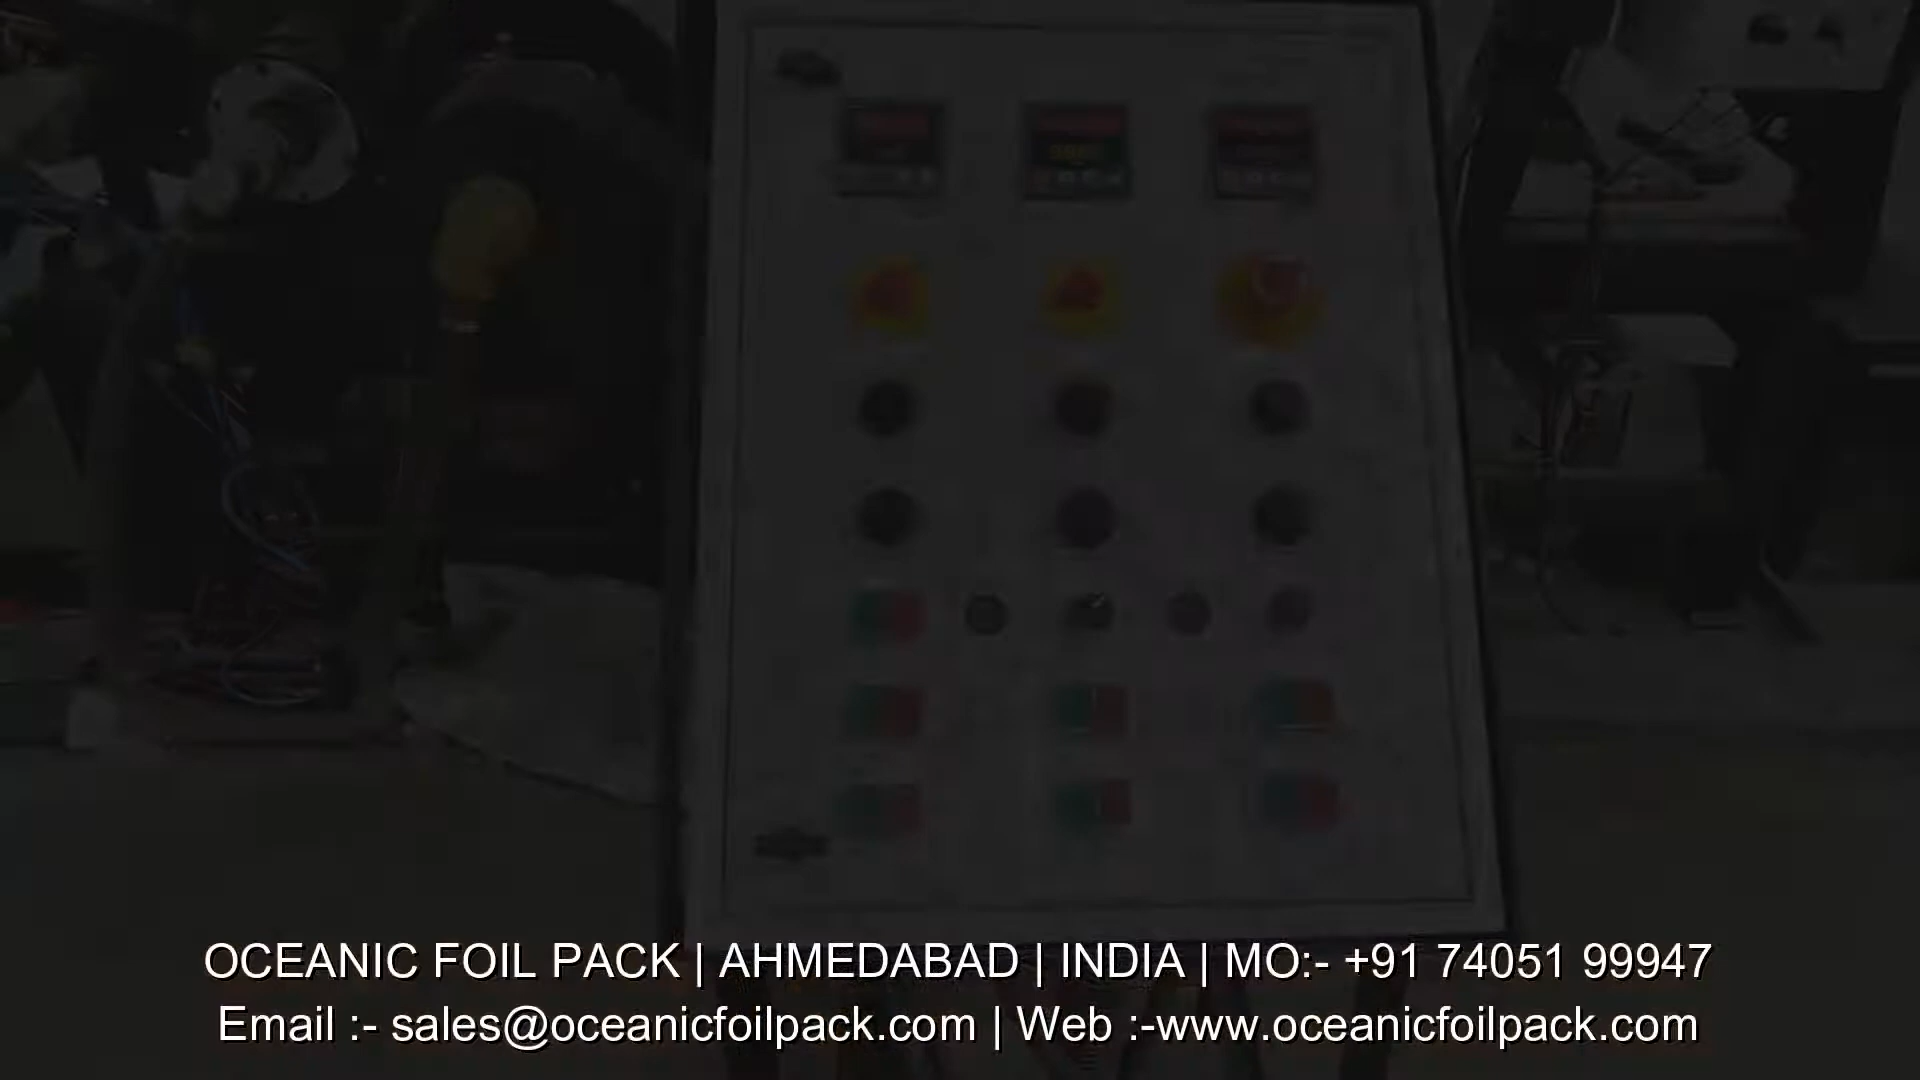 OCEANIC FOIL PACK | AHMEDABAD | INDIA | MO:- +91 74051 99947
Email :- sales@oceanicfoilpack.com | Web :-www.oceanicfoilpack.com